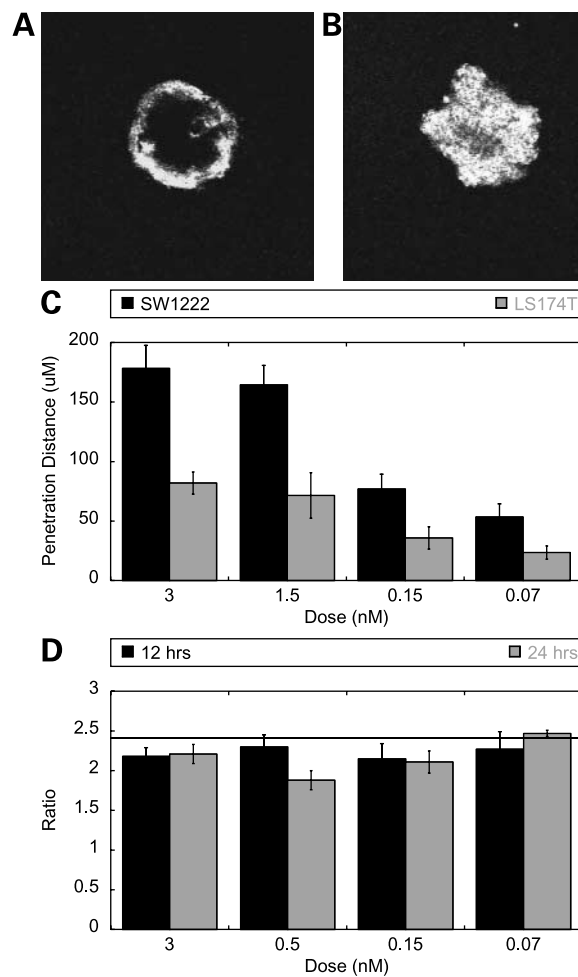 A
B
C
SW1222
LS174T
200
150
100
50
0
Penetration Distance (uM)
3
1.5
0.15
0.07
Dose (nM)
D
12 hrs
24 hrs
3
2.5
2
1.5
1
0.5
0
Ratio
3
0.5
0.15
0.07
Dose (nM)